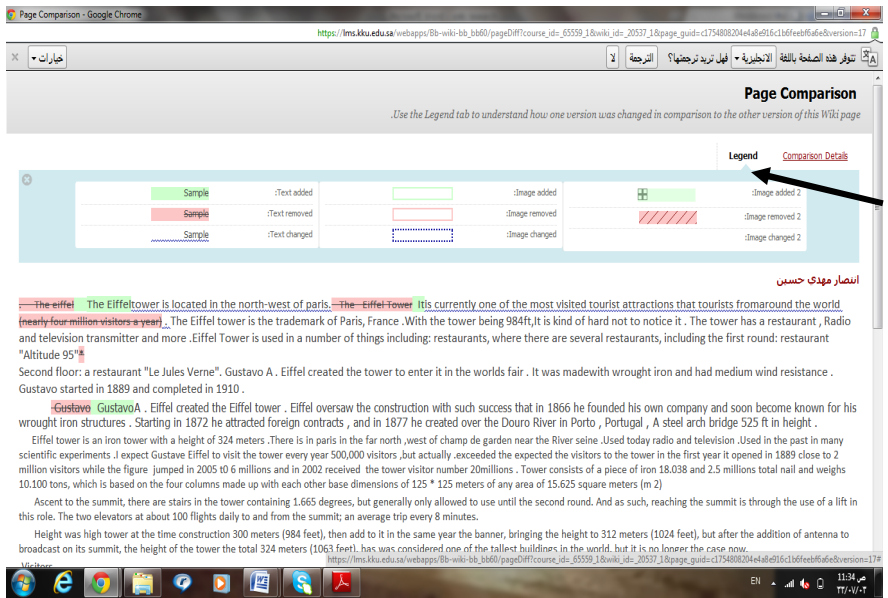 Page Comparison - Google Chrome
https://lms.kku.edu.sa/webapps/Bb-wiki-bb_bb60/pageDiff?course_id=_65559_1&wiki_id=_20537_1&page_guid=c1754808204e4a8e916c1b6feebf6a6e&version=17
تتوفر هذه الصفحة باللغة الانجليزية فهل تريد ترجمتها؟ الترجمة لا خيارات
Page Comparison
.Use the Legend tab to understand how one version was changed in comparison to the other version of this Wiki page
Legend Comparison Details
Sample :Text added :Image added :Image added 2
Sample :Text removed :Image removed :Image removed 2
Sample :Text changed :Image changed :Image changed 2
انتصار مهدي حسين
. The eiffel The Eiffeltower is located in the north-west of paris. The Eiffel Tower Itis currently one of the most visited tourist attractions that tourists fromaround the world
(nearly four million visitors a year) . The Eiffel tower is the trademark of Paris, France .With the tower being 984ft,It is kind of hard not to notice it . The tower has a restaurant , Radio
and television transmitter and more .Eiffel Tower is used in a number of things including: restaurants, where there are several restaurants, including the first round: restaurant
"Altitude 95"*
Second floor: a restaurant "Le Jules Verne". Gustavo A . Eiffel created the tower to enter it in the worlds fair . It was madewith wrought iron and had medium wind resistance .
Gustavo started in 1889 and completed in 1910 .
Gustavo GustavoA . Eiffel created the Eiffel tower . Eiffel oversaw the construction with such success that in 1866 he founded his own company and soon become known for his
wrought iron structures . Starting in 1872 he attracted foreign contracts , and in 1877 he created over the Douro River in Porto , Portugal , A steel arch bridge 525 ft in height .
Eiffel tower is an iron tower with a height of 324 meters .There is in paris in the far north ,west of champ de garden near the River seine .Used today radio and television .Used in the past in many
scientific experiments .I expect Gustave Eiffel to visit the tower every year 500,000 visitors ,but actually .exceeded the expected the visitors to the tower in the first year it opened in 1889 close to 2
million visitors while the figure jumped in 2005 t0 6 millions and in 2002 received the tower visitor number 20millions . Tower consists of a piece of iron 18.038 and 2.5 millions total nail and weighs
10.100 tons, which is based on the four columns made up with each other base dimensions of 125 * 125 meters of any area of 15.625 square meters (m 2)
Ascent to the summit, there are stairs in the tower containing 1.665 degrees, but generally only allowed to use until the second round. And as such, reaching the summit is through the use of a lift in
this role. The two elevators at about 100 flights daily to and from the summit; an average trip every 8 minutes.
Height was high tower at the time construction 300 meters (984 feet), then add to it in the same year the banner, bringing the height to 312 meters (1024 feet), but after the addition of antenna to
broadcast on its summit, the height of the tower the total 324 meters (1063 feet). has was considered one of the tallest buildings in the world, but it is no longer the case now.
Visitors
https://lms.kku.edu.sa/webapps/Bb-wiki-bb_bb60/pageDiff?course_id=_65559_1&wiki_id=_20537_1&page_guid=c1754808204e4a8e916c1b6feebf6a6e&version=17#
EN
11:34 ص
٣٣/٠٧/٠٣